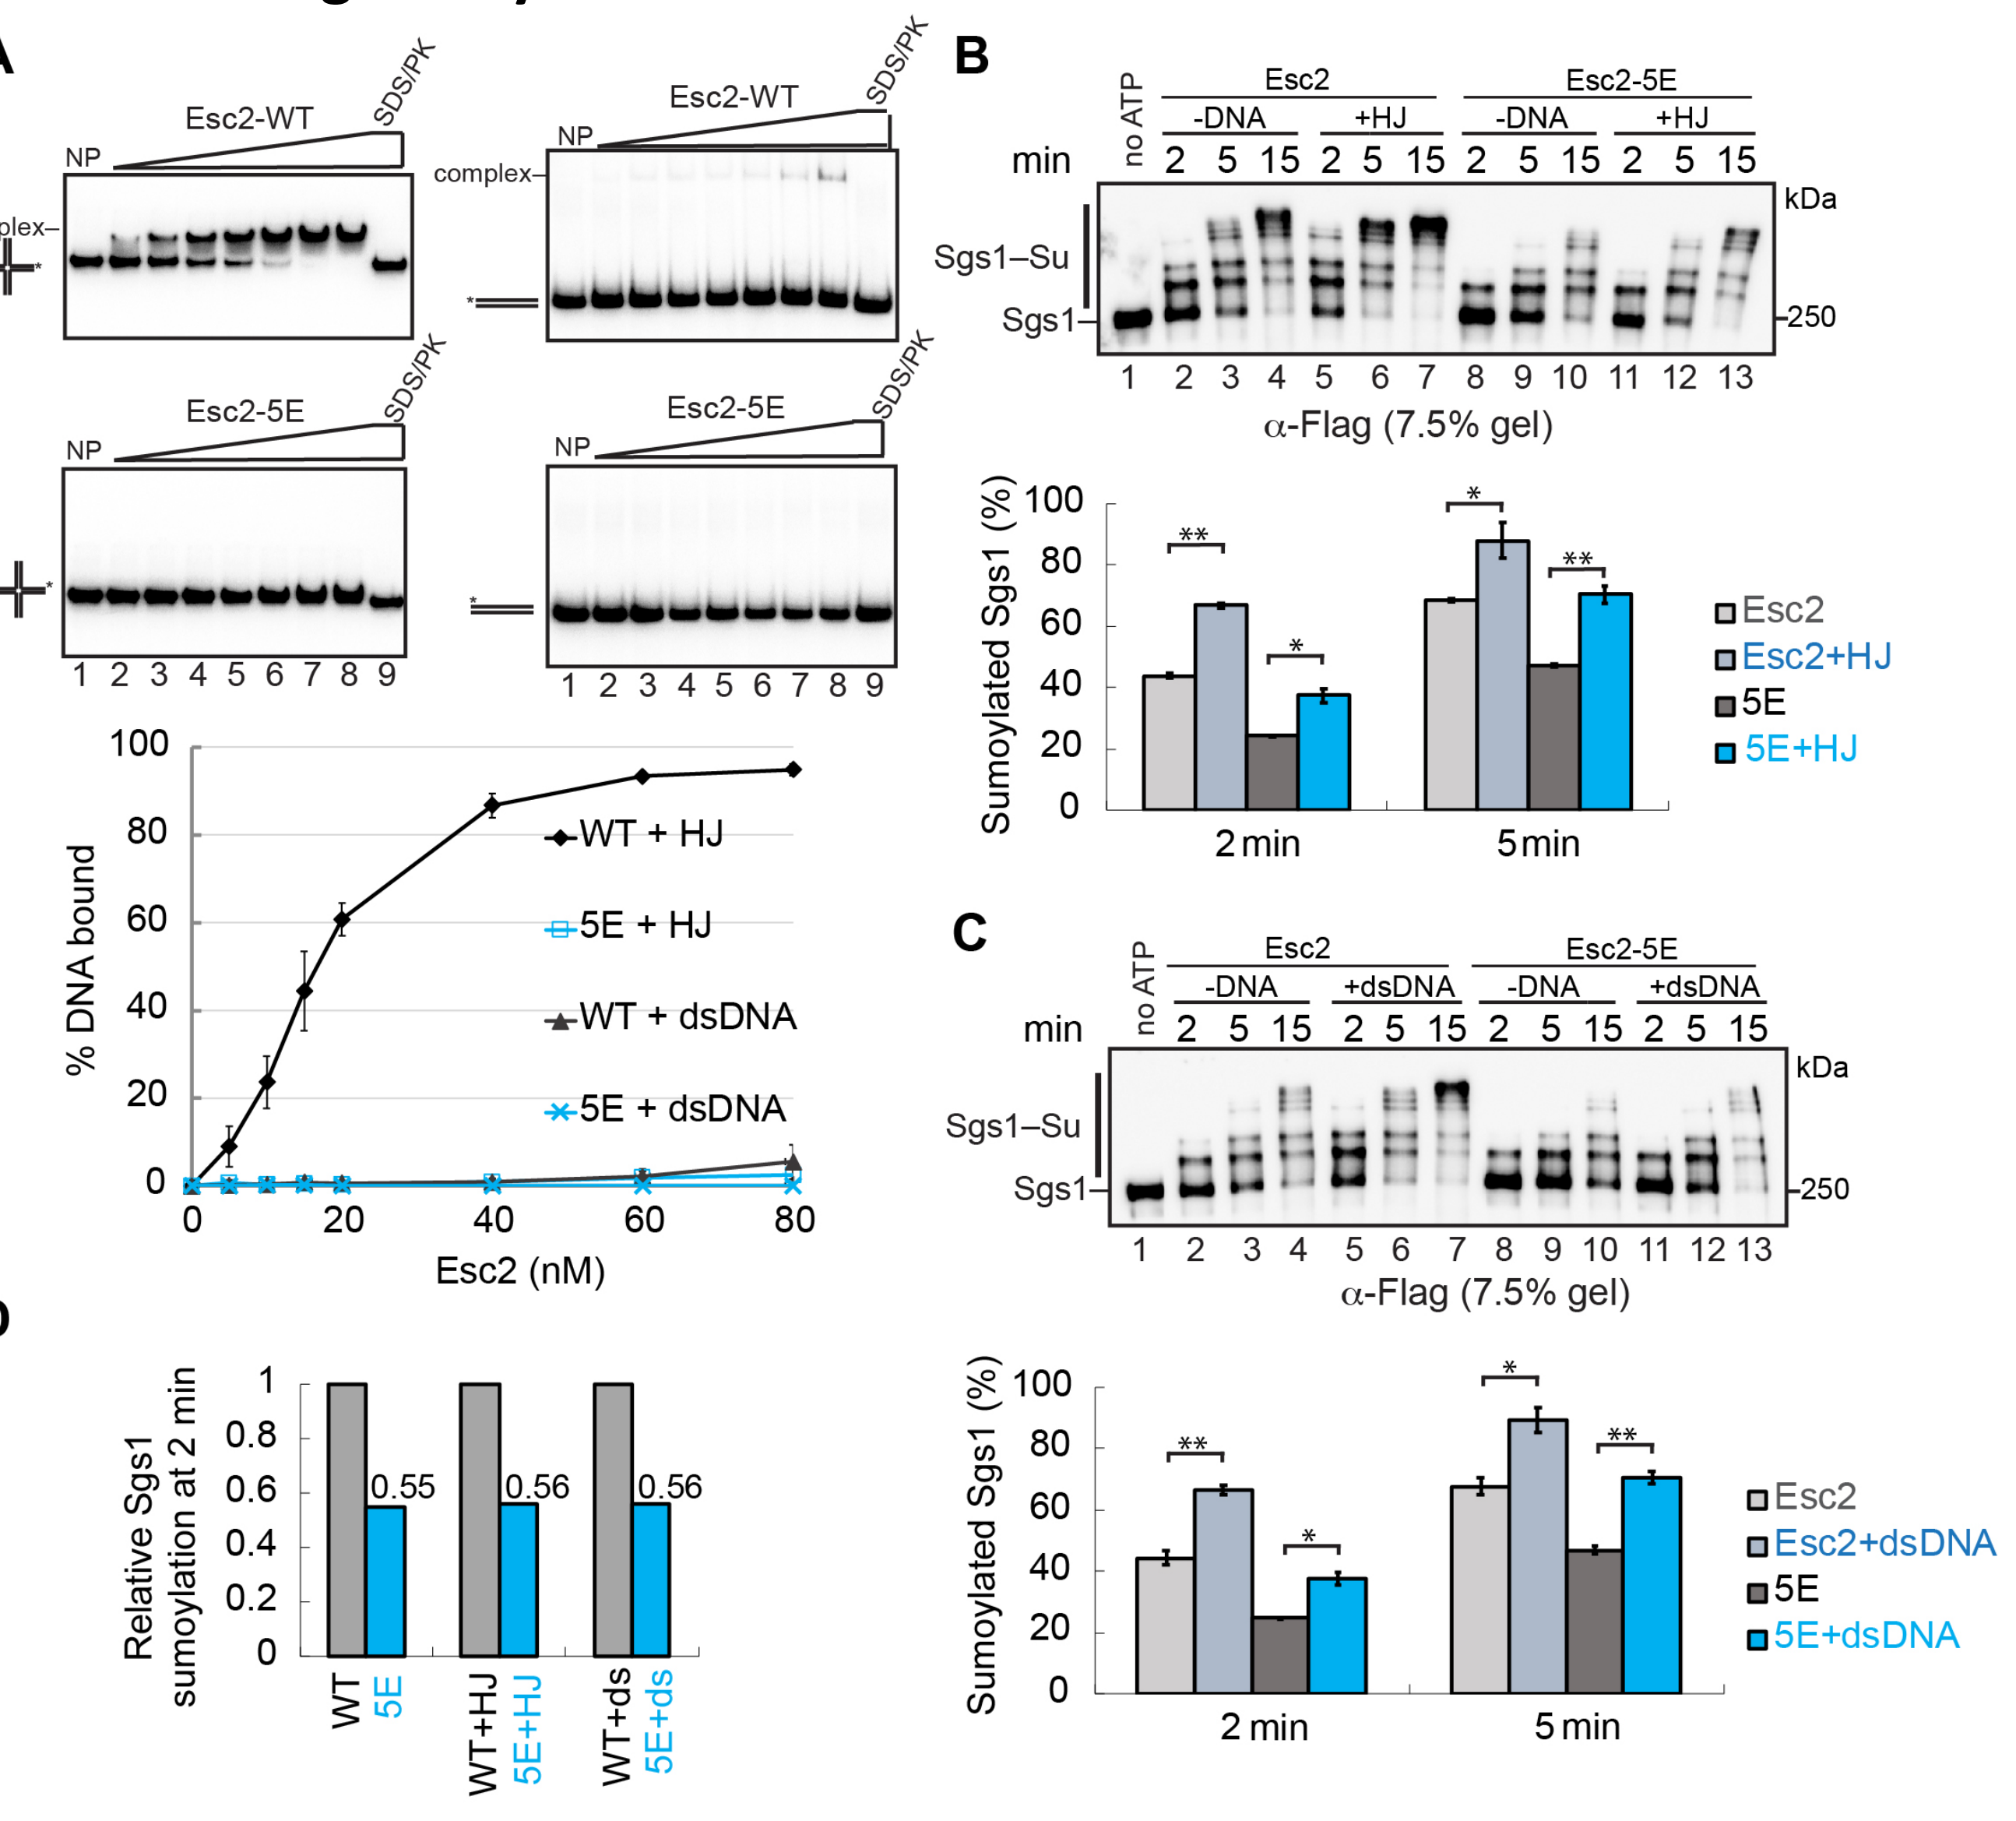 SDS/PK
Esc2-WT
NP
plex–
*
SDS/PK
Esc2-WT
NP
complex–
*
SDS/PK
Esc2-5E
NP
*
1 2 3 4 5 6 7 8 9
SDS/PK
Esc2-5E
NP
*
1 2 3 4 5 6 7 8 9
% DNA bound
100
80
60
40
20
0
0 20 40 60 80
Esc2 (nM)
WT + HJ
5E + HJ
WT + dsDNA
5E + dsDNA
B
no ATP
Esc2 Esc2-5E
-DNA +HJ -DNA +HJ
min 2 5 15 2 5 15 2 5 15 2 5 15
kDa
Sgs1–Su
Sgs1–
–250
1 2 3 4 5 6 7 8 9 10 11 12 13
α-Flag (7.5% gel)
Sumoylated Sgs1 (%)
100
80
60
40
20
0
** * * **
2 min 5 min
Esc2
Esc2+HJ
5E
5E+HJ
C
no ATP
Esc2 Esc2-5E
-DNA +dsDNA -DNA +dsDNA
min 2 5 15 2 5 15 2 5 15 2 5 15
kDa
Sgs1–Su
Sgs1–
–250
1 2 3 4 5 6 7 8 9 10 11 12 13
α-Flag (7.5% gel)
Sumoylated Sgs1 (%)
100
80
60
40
20
0
** * * **
2 min 5 min
Esc2
Esc2+dsDNA
5E
5E+dsDNA
Relative Sgs1
sumoylation at 2 min
1
0.8
0.6
0.4
0.2
0
0.55 0.56 0.56
WT 5E WT+HJ 5E+HJ WT+ds 5E+ds